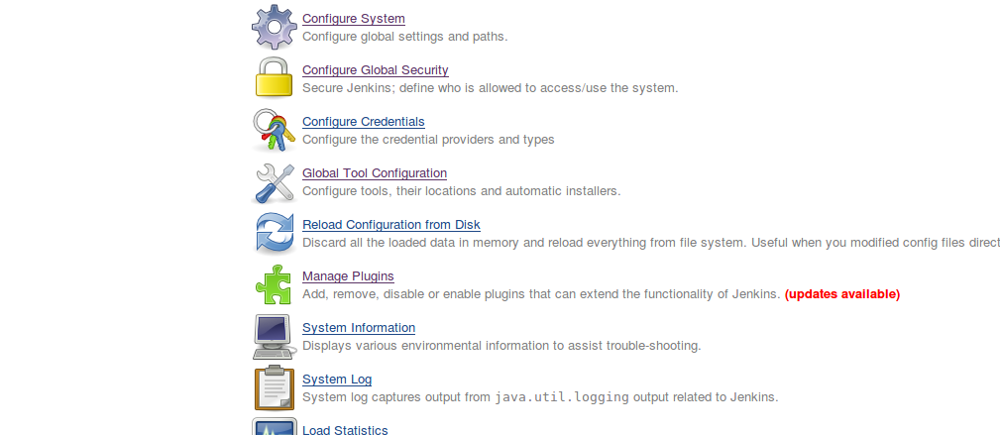 Configure System
Configure global settings and paths.
Configure Global Security
Secure Jenkins; define who is allowed to access/use the system.
Configure Credentials
Configure the credential providers and types
Global Tool Configuration
Configure tools, their locations and automatic installers.
Reload Configuration from Disk
Discard all the loaded data in memory and reload everything from file system. Useful when you modified config files direct
Manage Plugins
Add, remove, disable or enable plugins that can extend the functionality of Jenkins. (updates available)
System Information
Displays various environmental information to assist trouble-shooting.
System Log
System log captures output from java.util.logging output related to Jenkins.
Load Statistics